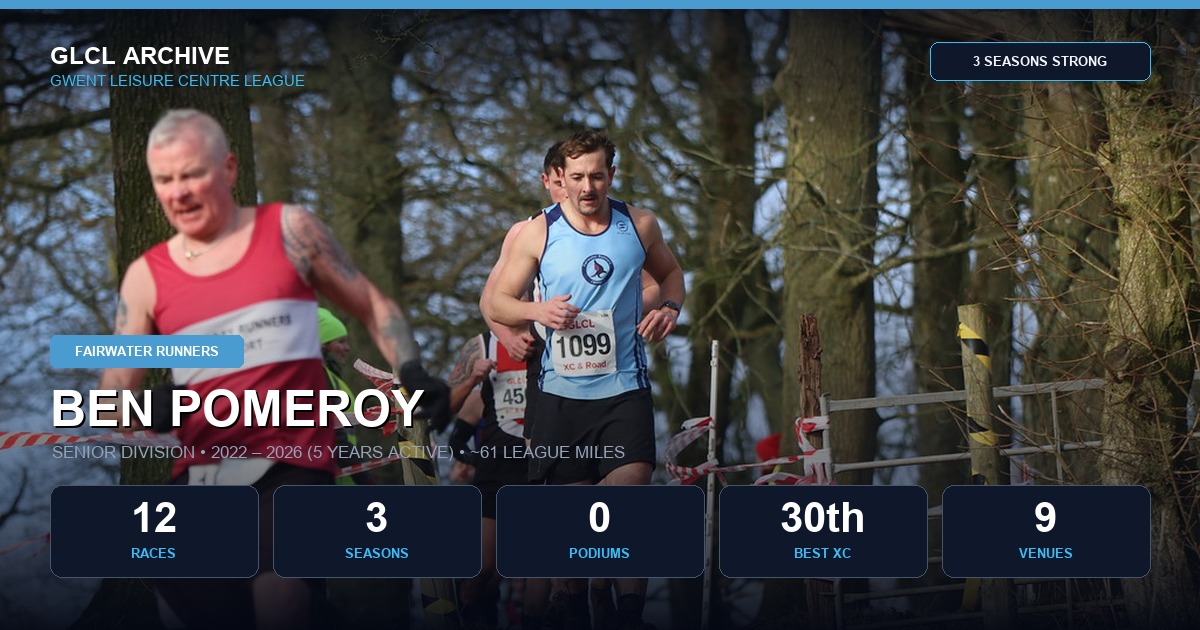 GLCL ARCHIVE
GWENT LEISURE CENTRE LEAGUE
3 SEASONS STRONG
RUNNERS
GLCL
1099
XC & Road
45
FAIRWATER RUNNERS
BEN POMEROY
SENIOR DIVISION • 2022 – 2026 (5 YEARS ACTIVE) • ~61 LEAGUE MILES
12
RACES
3
SEASONS
0
PODIUMS
30th
BEST XC
9
VENUES